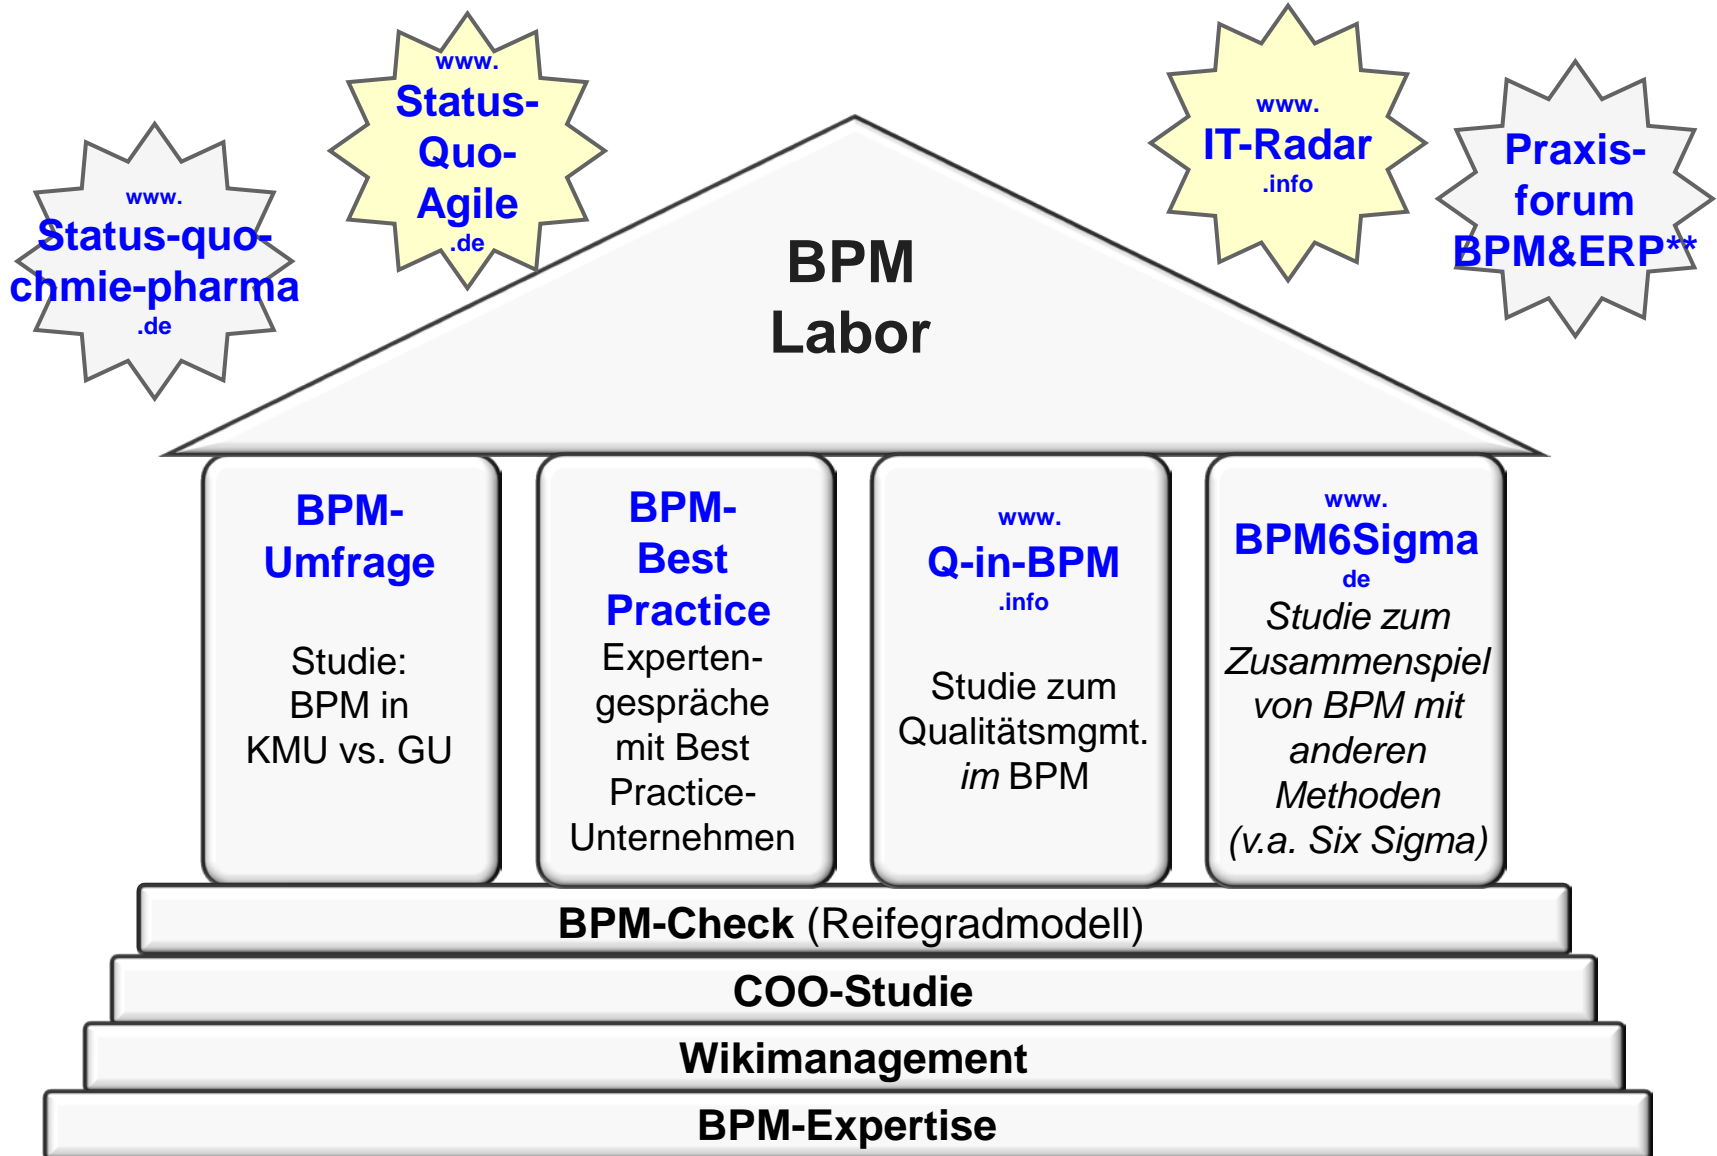 www.
Status-quo-
chmie-pharma
.de
www.
Status-
Quo-
Agile
.de
www.
IT-Radar
.info
Praxis-
forum
BPM&ERP**
BPM
Labor
BPM-
Umfrage
Studie:
BPM in
KMU vs. GU
BPM-
Best
Practice
Experten-
gespräche
mit Best
Practice-
Unternehmen
www.
Q-in-BPM
.info
Studie zum
Qualitätsmgmt.
im BPM
www.
BPM6Sigma
de
Studie zum
Zusammenspiel
von BPM mit
anderen
Methoden
(v.a. Six Sigma)
BPM-Check (Reifegradmodell)
COO-Studie
Wikimanagement
BPM-Expertise